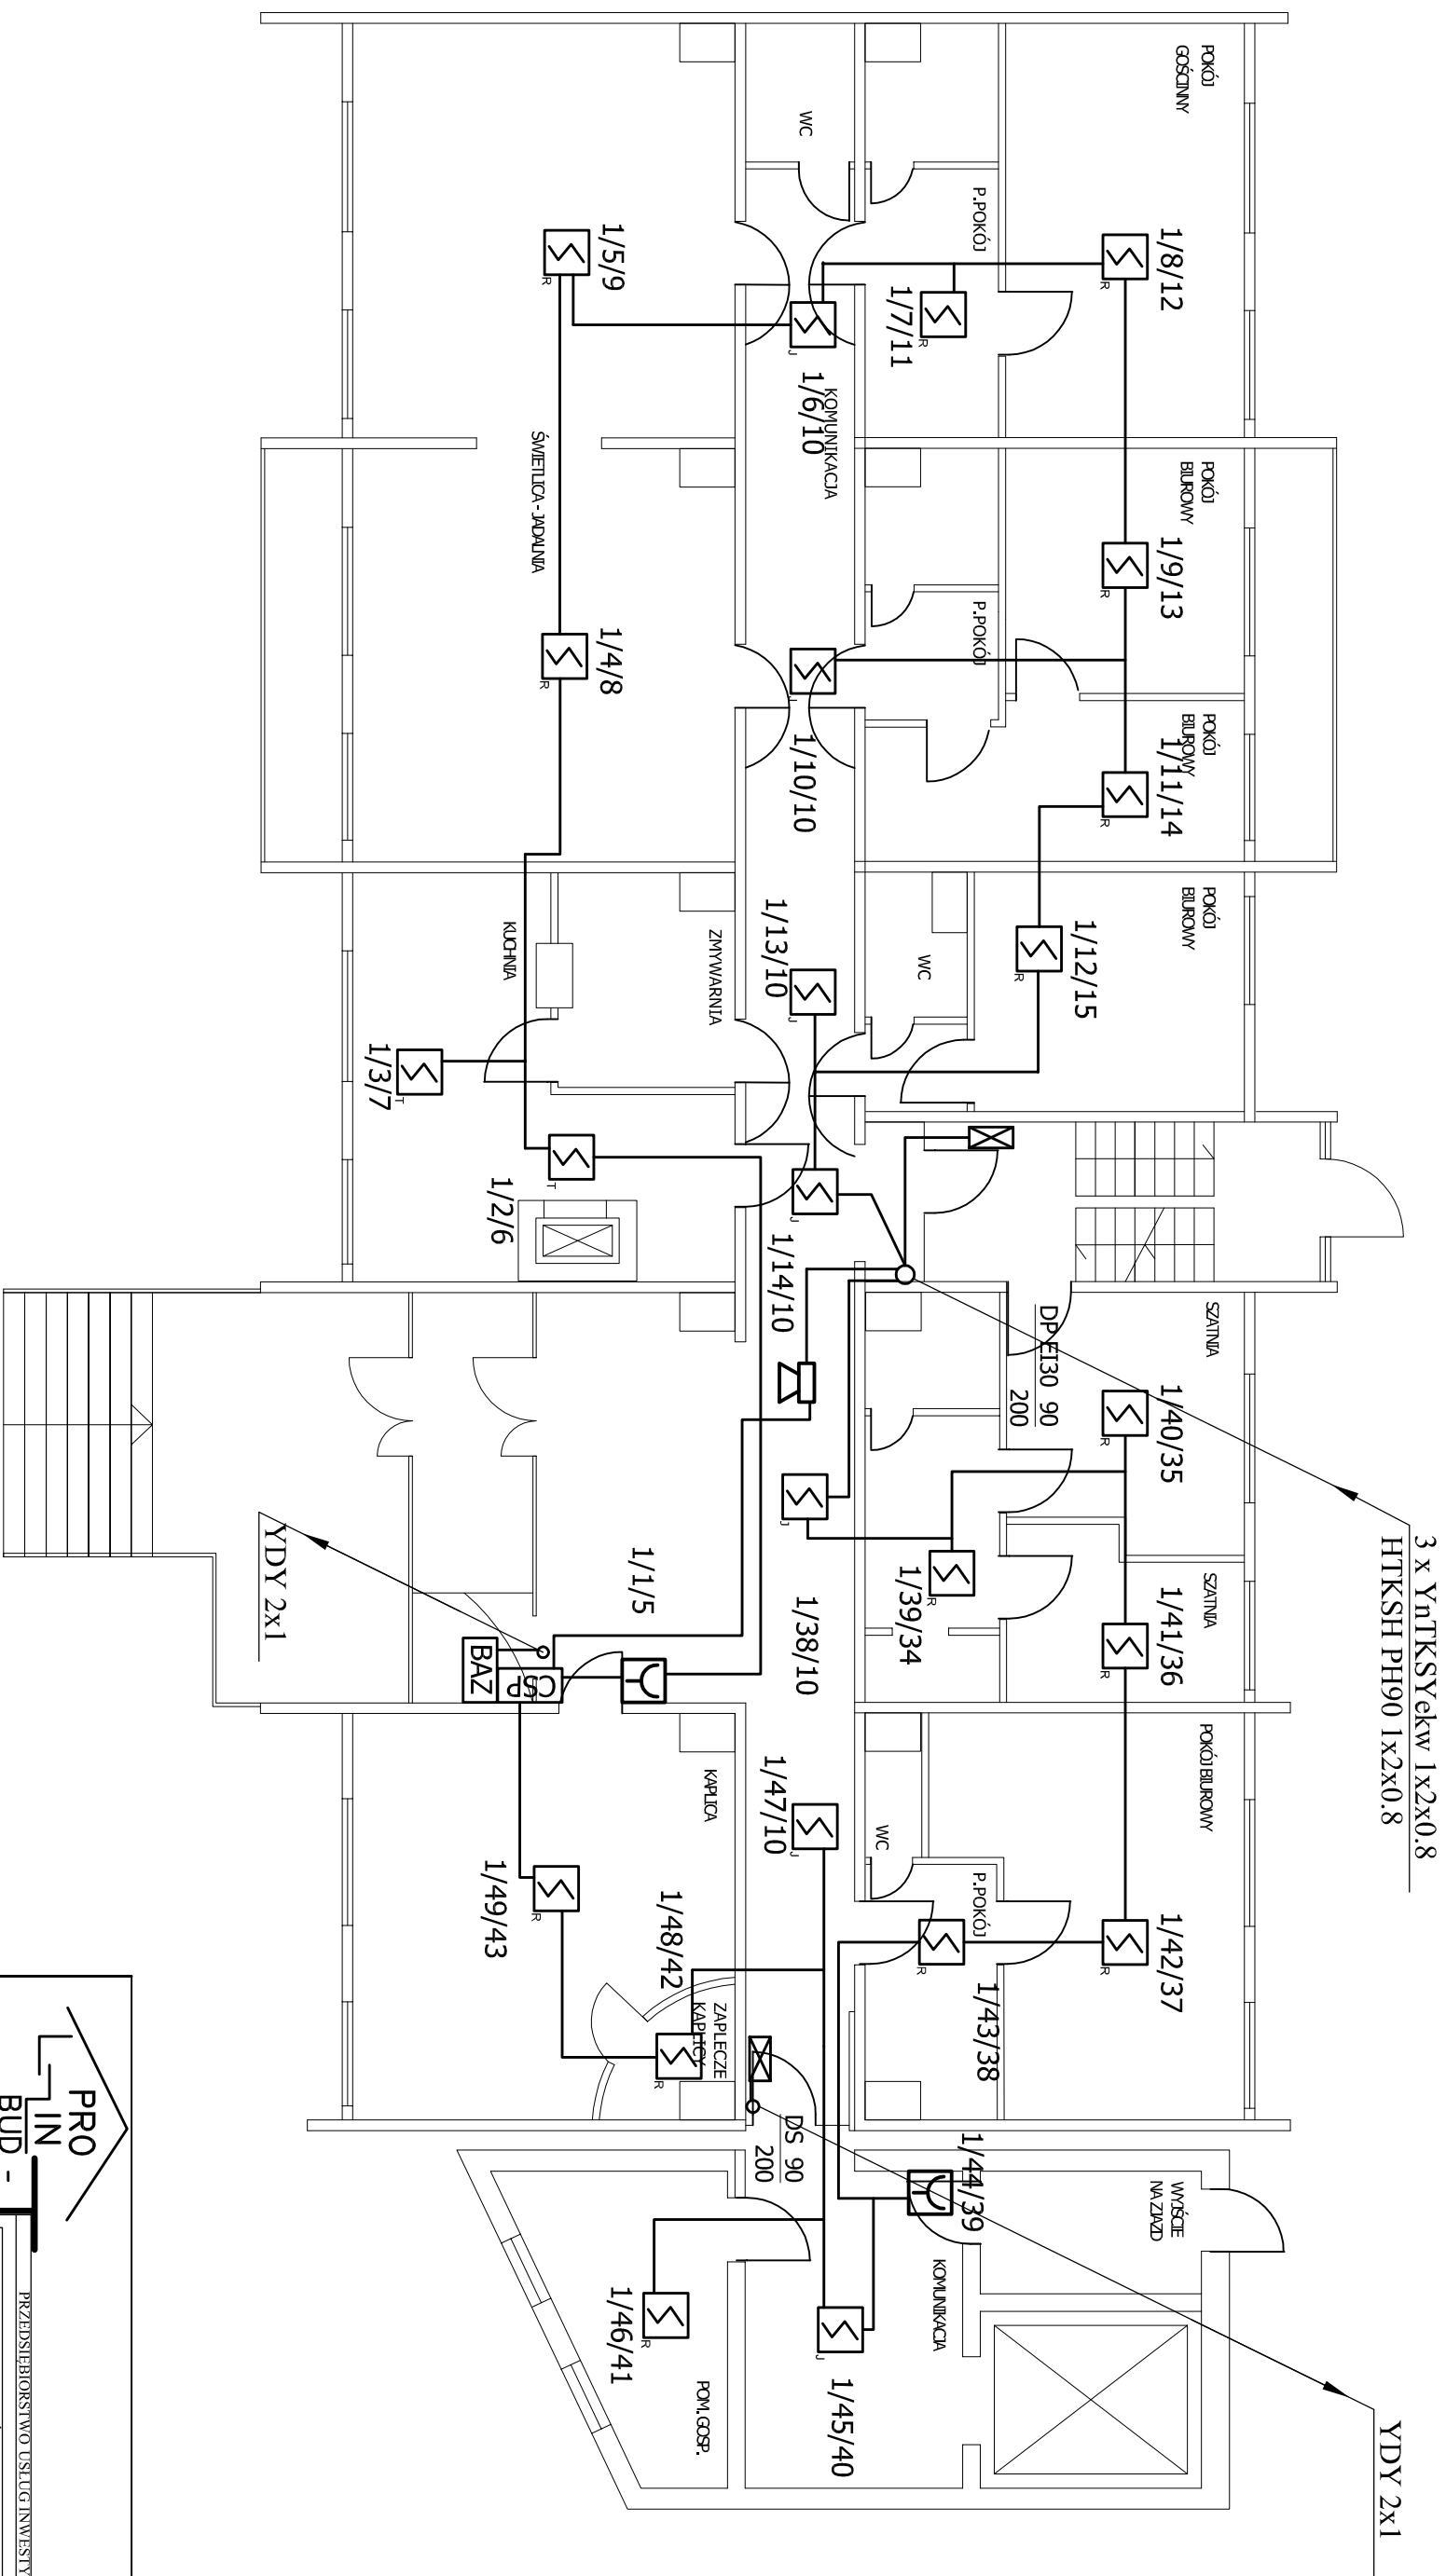 3 x YnTKSYekw 1x2x0.8
HTKSH PH90 1x2x0.8
YDY 2x1
POKÓJ
GOŚCINNY
1/8/12
R
POKÓJ
BIUROWY
1/9/13
R
POKÓJ
BIUROWY
1/11/14
R
POKÓJ
BIUROWY
1/12/15
R
SZATNIA
1/40/35
R
SZATNIA
1/41/36
R
POKÓJ BIUROWY
1/42/37
R
WYJŚCIE
NA ZJAZD
P.POKÓJ
1/7/11
R
P.POKÓJ
WC
DP EI30 90
200
1/39/34
R
WC
P.POKÓJ
1/43/38
R
1/44/39
KOMUNIKACJA
WC
J
1/6/10
KOMUNIKACJA
J
1/10/10
1/13/10
J
J
1/14/10
J
1/38/10
1/47/10
J
DS 90
200
J
1/45/40
1/5/9
R
ŚWIETLICA - JADALNIA
1/4/8
R
ZMYWARNIA
KUCHNIA
1/3/7
T
T
1/2/6
1/1/5
CSP
BAZ
YDY 2x1
KAPLICA
1/49/43
R
1/48/42
R
ZAPLECZE
KAPLICY
1/46/41
R
POM. GOSP.
PRO
IN
BUD -
PRZEDSIĘBIORSTWO USŁUG INWESTY